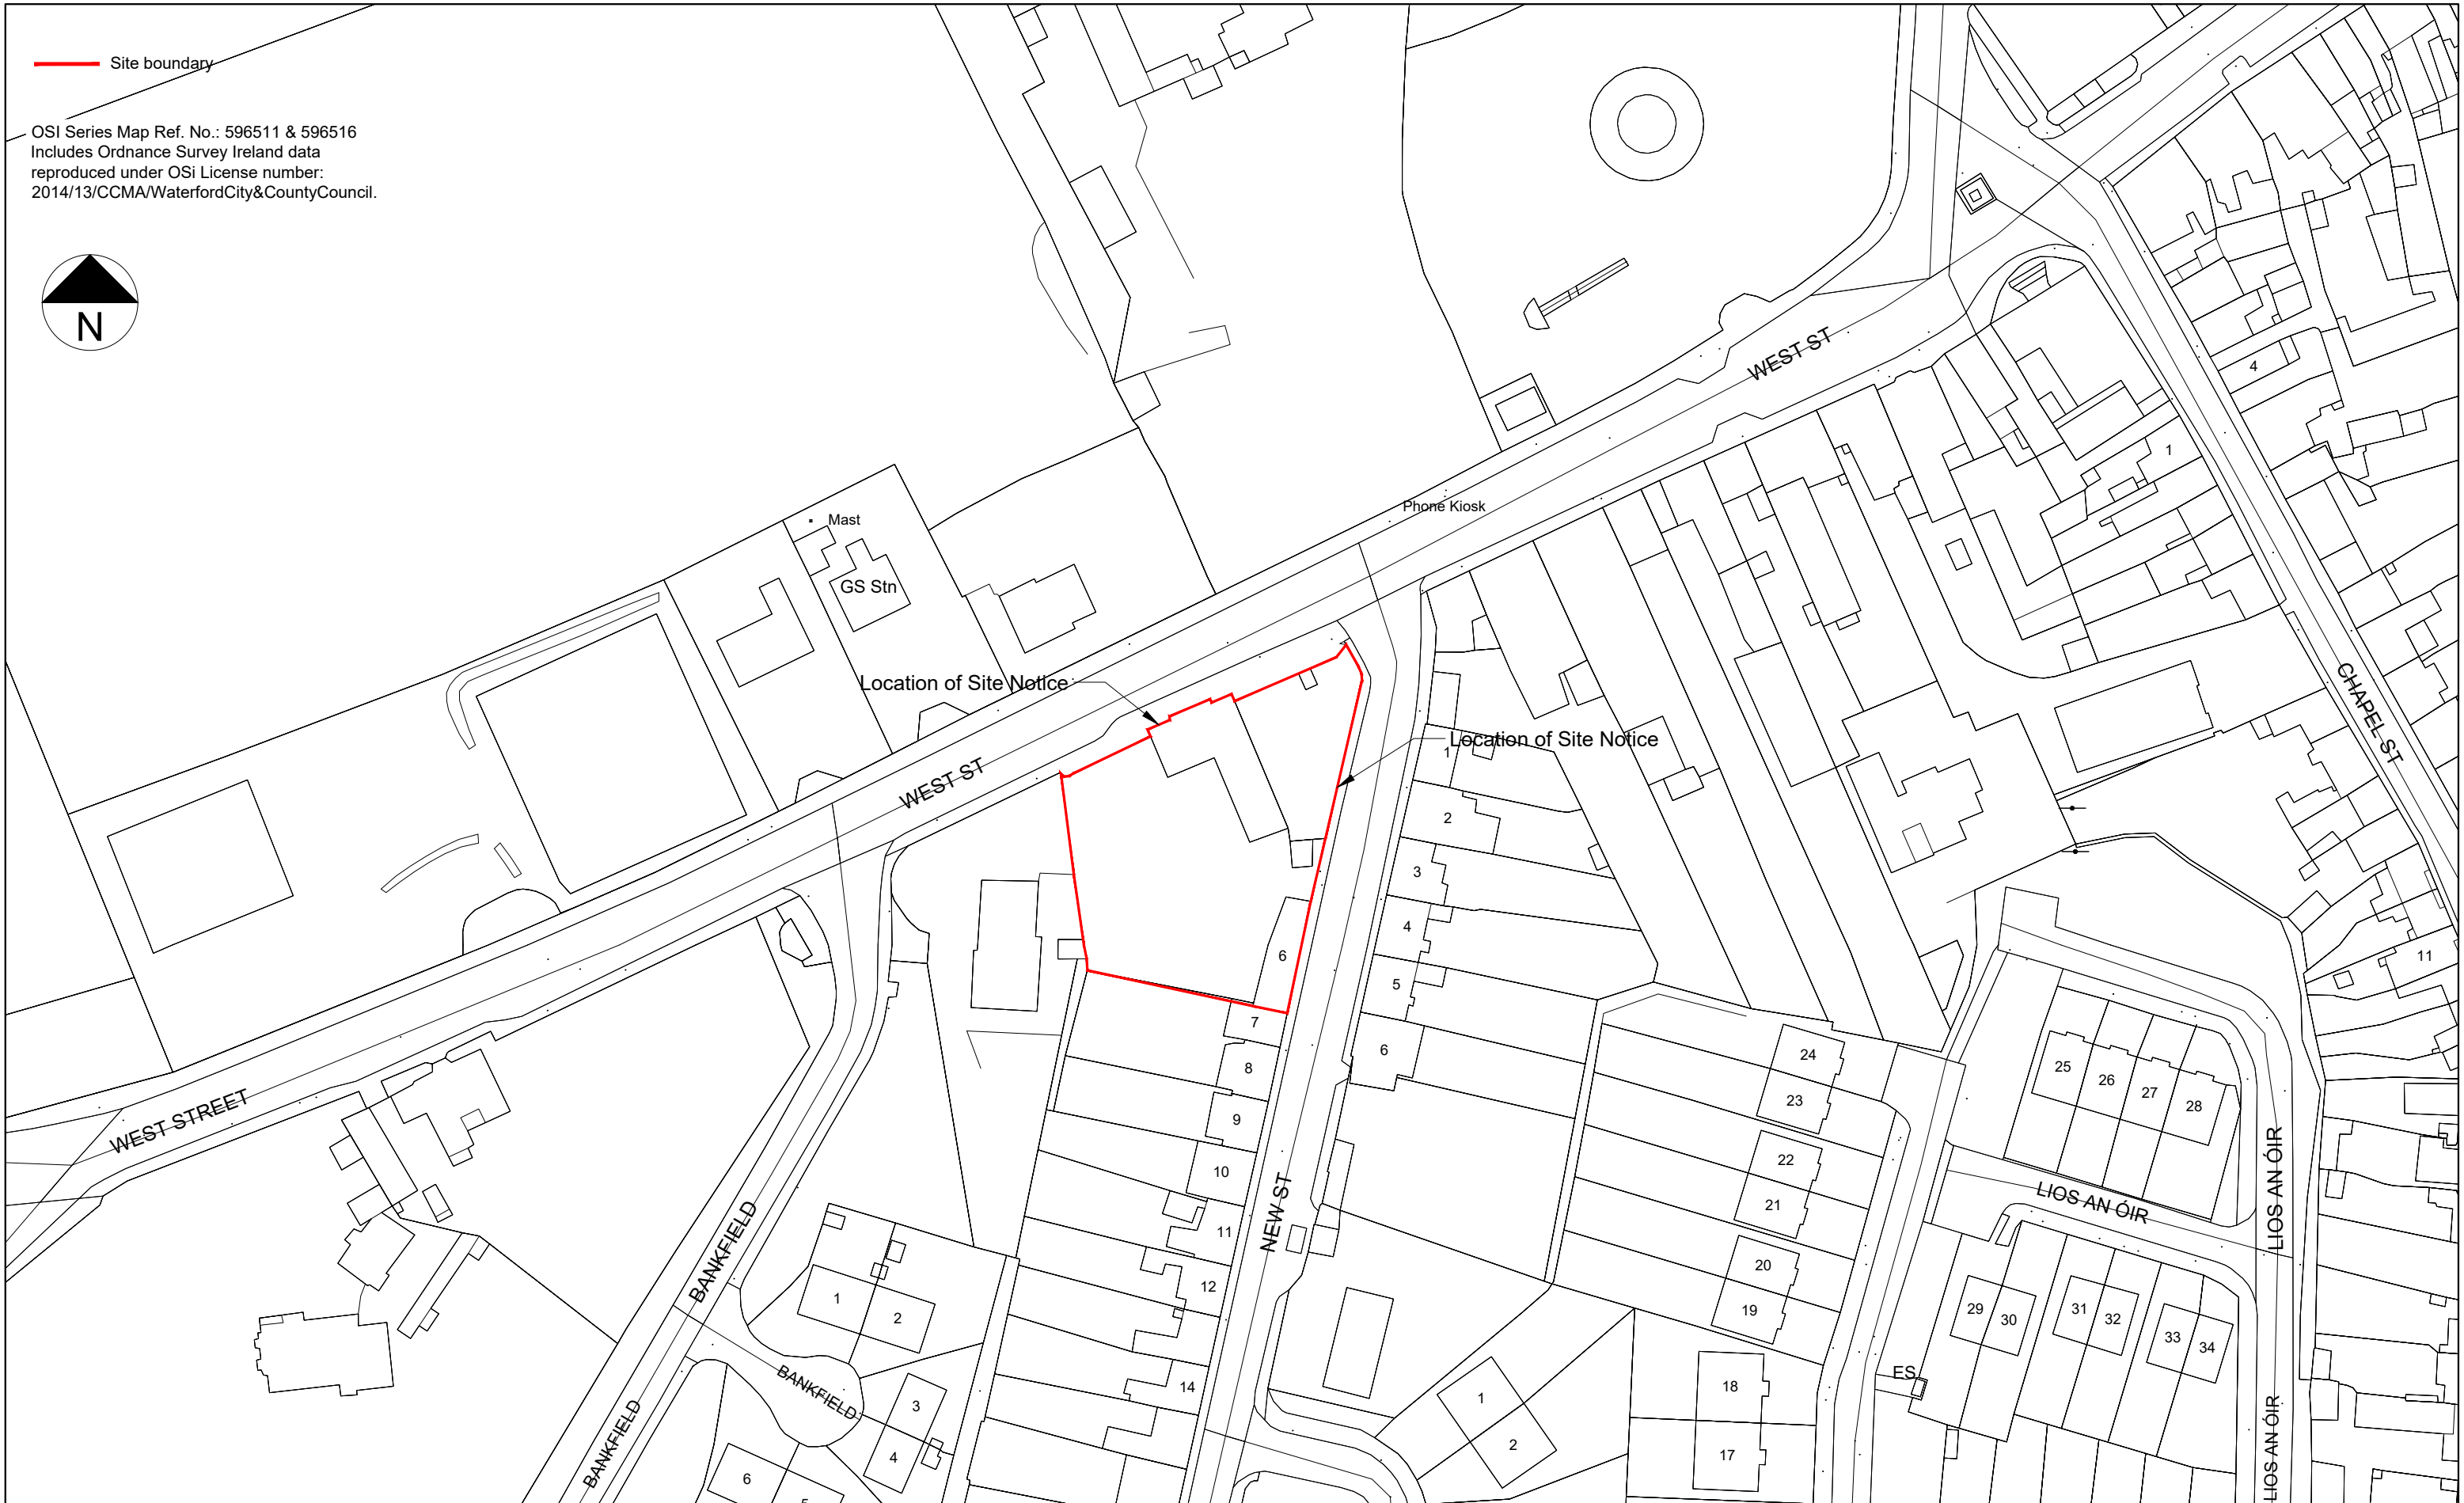 Site boundary
OSI Series Map Ref. No.: 596511 & 596516
Includes Ordnance Survey Ireland data
reproduced under OSi License number:
2014/13/CCMA/WaterfordCity&CountyCouncil.
N
WEST ST
4
1
Phone Kiosk
Mast
GS Stn
Location of Site Notice
CHAPEL ST
Location of Site Notice
1
WEST ST
2
3
4
6
11
5
7
6
8
24
25
26
27
28
23
9
WEST STREET
10
22
LIOS AN ÓIR
LIOS AN ÓIR
21
NEW ST
11
BANKFIELD
12
20
1
2
19
29
30
31
32
33
34
BANKFIELD
14
18
ES
3
1
2
4
17
BANKFIELD
LIOS AN ÓIR
6
5